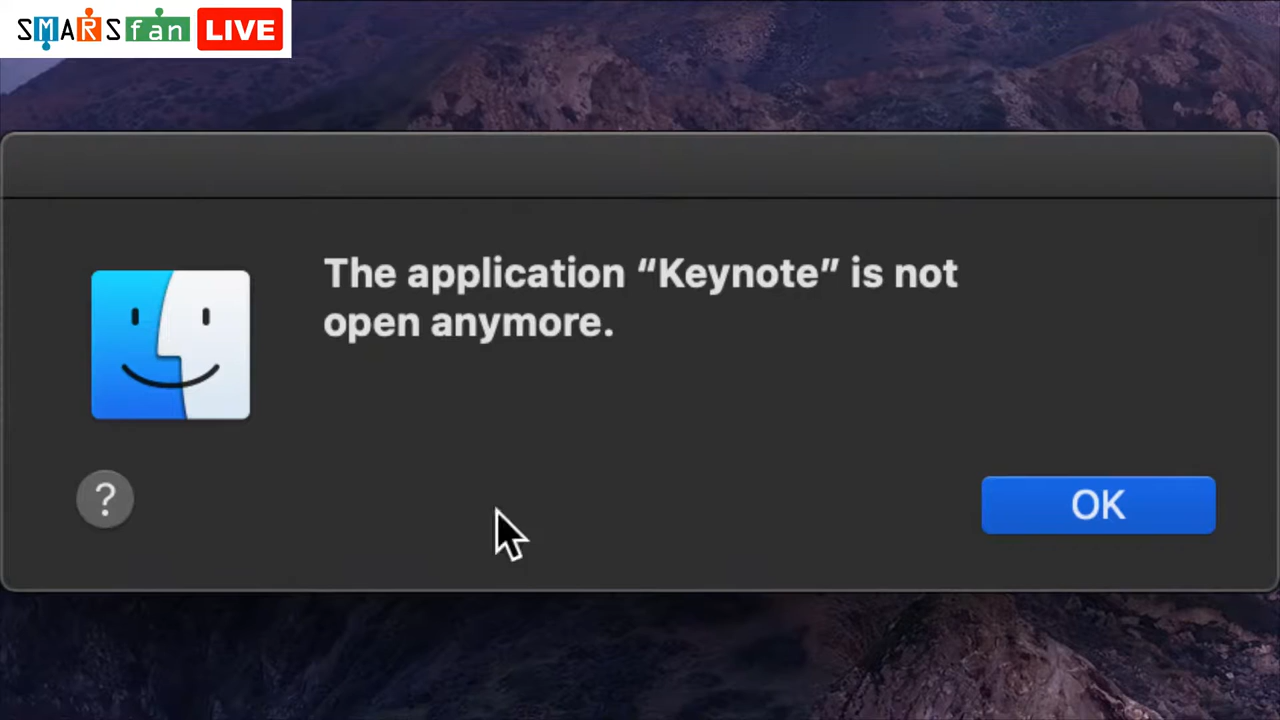 SMARSfan LIVE
The application “Keynote” is not
open anymore.
?
OK